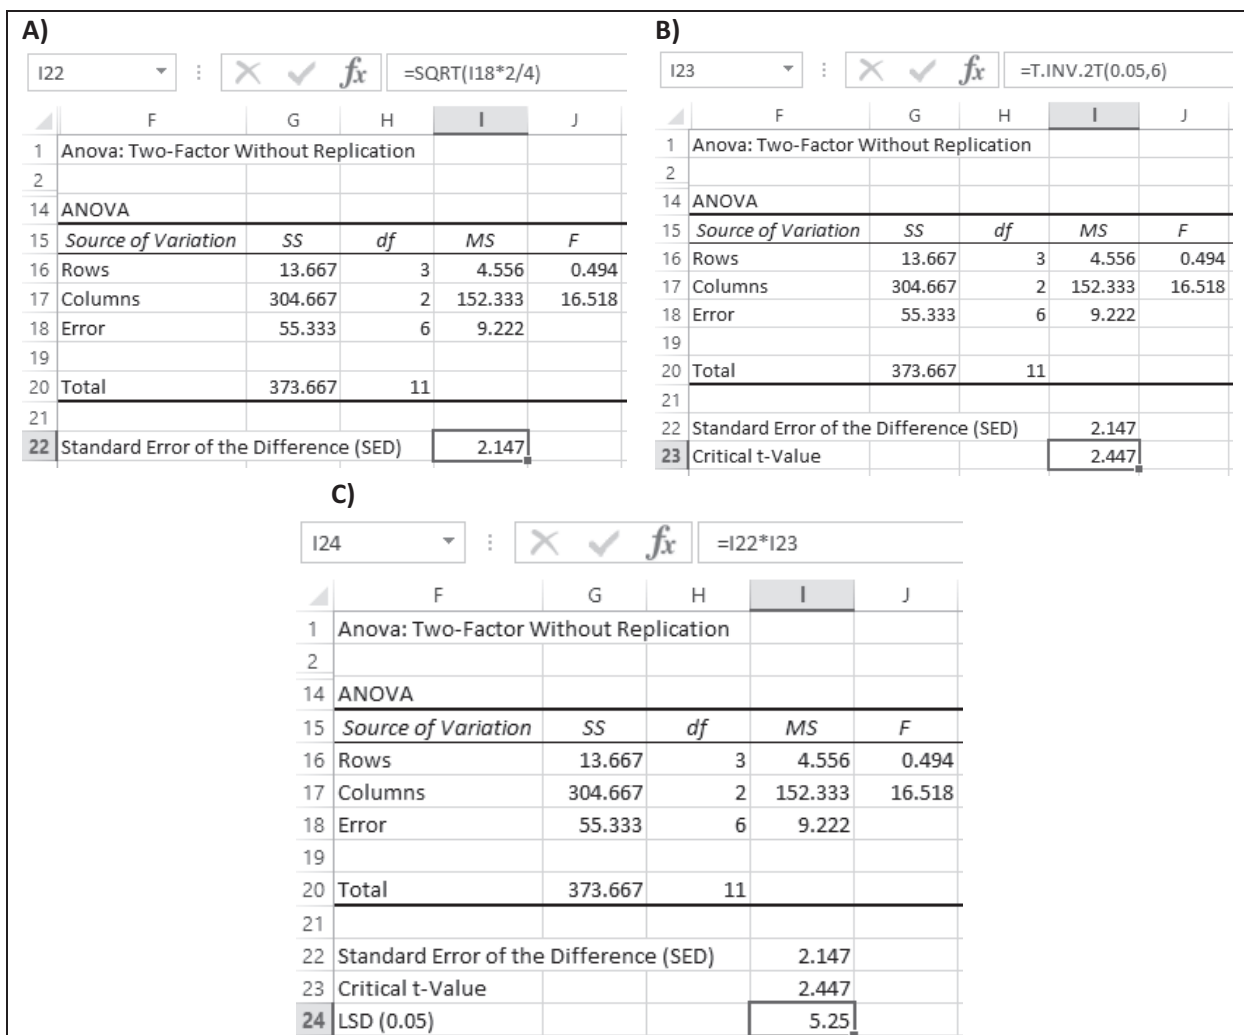 A)
I22 fx =SQRT(I18*2/4)
F G H I J
1 Anova: Two-Factor Without Replication
2
14 ANOVA
15 Source of Variation SS df MS F
16 Rows 13.667 3 4.556 0.494
17 Columns 304.667 2 152.333 16.518
18 Error 55.333 6 9.222
19
20 Total 373.667 11
21
22 Standard Error of the Difference (SED) 2.147
B)
I23 fx =T.INV.2T(0.05,6)
F G H I J
1 Anova: Two-Factor Without Replication
2
14 ANOVA
15 Source of Variation SS df MS F
16 Rows 13.667 3 4.556 0.494
17 Columns 304.667 2 152.333 16.518
18 Error 55.333 6 9.222
19
20 Total 373.667 11
21
22 Standard Error of the Difference (SED) 2.147
23 Critical t-Value 2.447
C)
I24 fx =I22*I23
F G H I J
1 Anova: Two-Factor Without Replication
2
14 ANOVA
15 Source of Variation SS df MS F
16 Rows 13.667 3 4.556 0.494
17 Columns 304.667 2 152.333 16.518
18 Error 55.333 6 9.222
19
20 Total 373.667 11
21
22 Standard Error of the Difference (SED) 2.147
23 Critical t-Value 2.447
24 LSD (0.05) 5.25